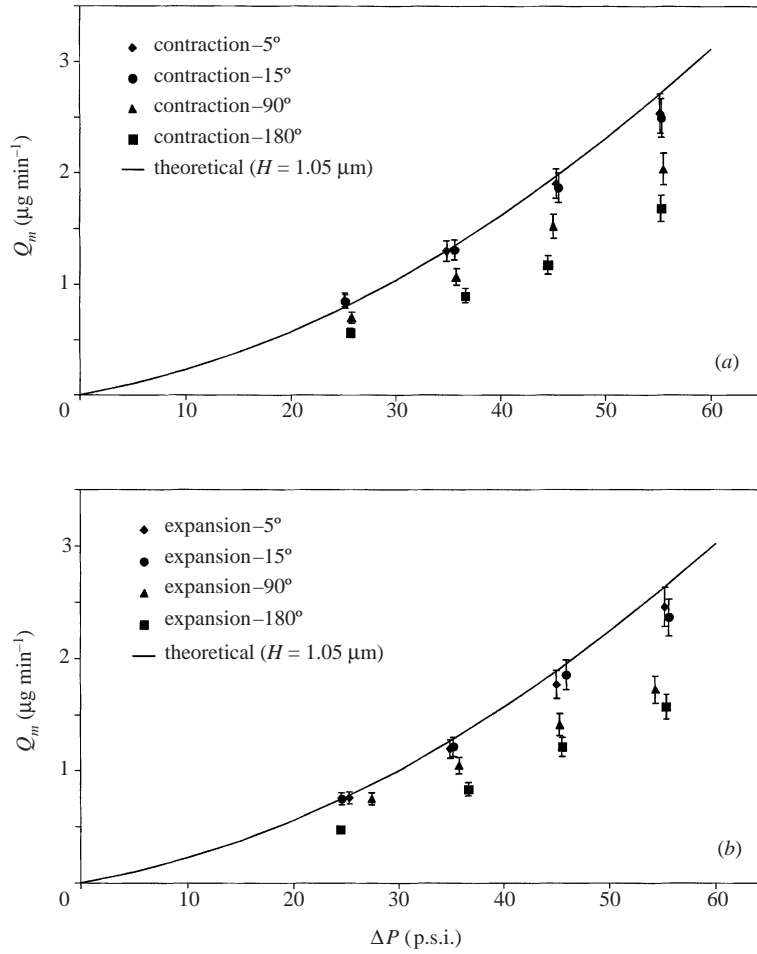 3
2
1
0
Q_m (μg min⁻¹)
contraction–5º
contraction–15º
contraction–90º
contraction–180º
theoretical (H = 1.05 μm)
(a)
10 20 30 40 50 60
3
2
1
0
Q_m (μg min⁻¹)
expansion–5º
expansion–15º
expansion–90º
expansion–180º
theoretical (H = 1.05 μm)
(b)
10 20 30 40 50 60
ΔP (p.s.i.)